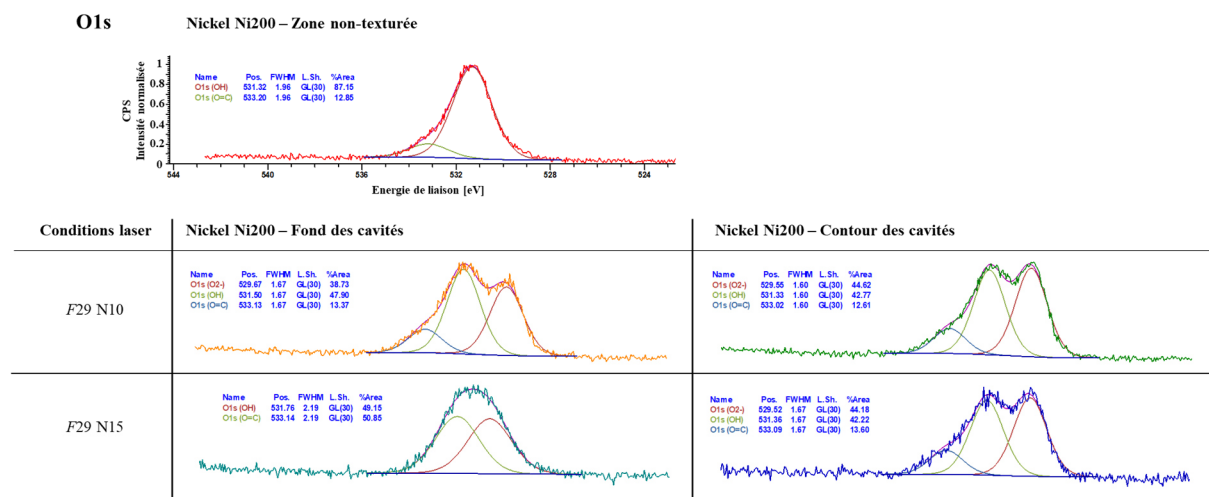 O1s
Nickel Ni200 – Zone non-texturée
Name Pos. FWHM L.Sh. %Area
O1s (OH) 531.32 1.96 GL(30) 87.15
O1s (O=C) 533.20 1.96 GL(30) 12.85
CPS
Intensité normalisée
1
0.8
0.6
0.4
0.2
0
544 540 536 532 528 524
Energie de liaison [eV]
Conditions laser
Nickel Ni200 – Fond des cavités
Nickel Ni200 – Contour des cavités
F29 N10
Name Pos. FWHM L.Sh. %Area
O1s (O2-) 529.67 1.67 GL(30) 38.73
O1s (OH) 531.50 1.67 GL(30) 47.90
O1s (O=C) 533.13 1.67 GL(30) 13.37
Name Pos. FWHM L.Sh. %Area
O1s (O2-) 529.55 1.60 GL(30) 44.62
O1s (OH) 531.33 1.60 GL(30) 42.77
O1s (O=C) 533.02 1.60 GL(30) 12.61
F29 N15
Name Pos. FWHM L.Sh. %Area
O1s (OH) 531.76 2.19 GL(30) 49.15
O1s (O=C) 533.14 2.19 GL(30) 50.85
Name Pos. FWHM L.Sh. %Area
O1s (O2-) 529.52 1.67 GL(30) 44.18
O1s (OH) 531.36 1.67 GL(30) 42.22
O1s (O=C) 533.09 1.67 GL(30) 13.60